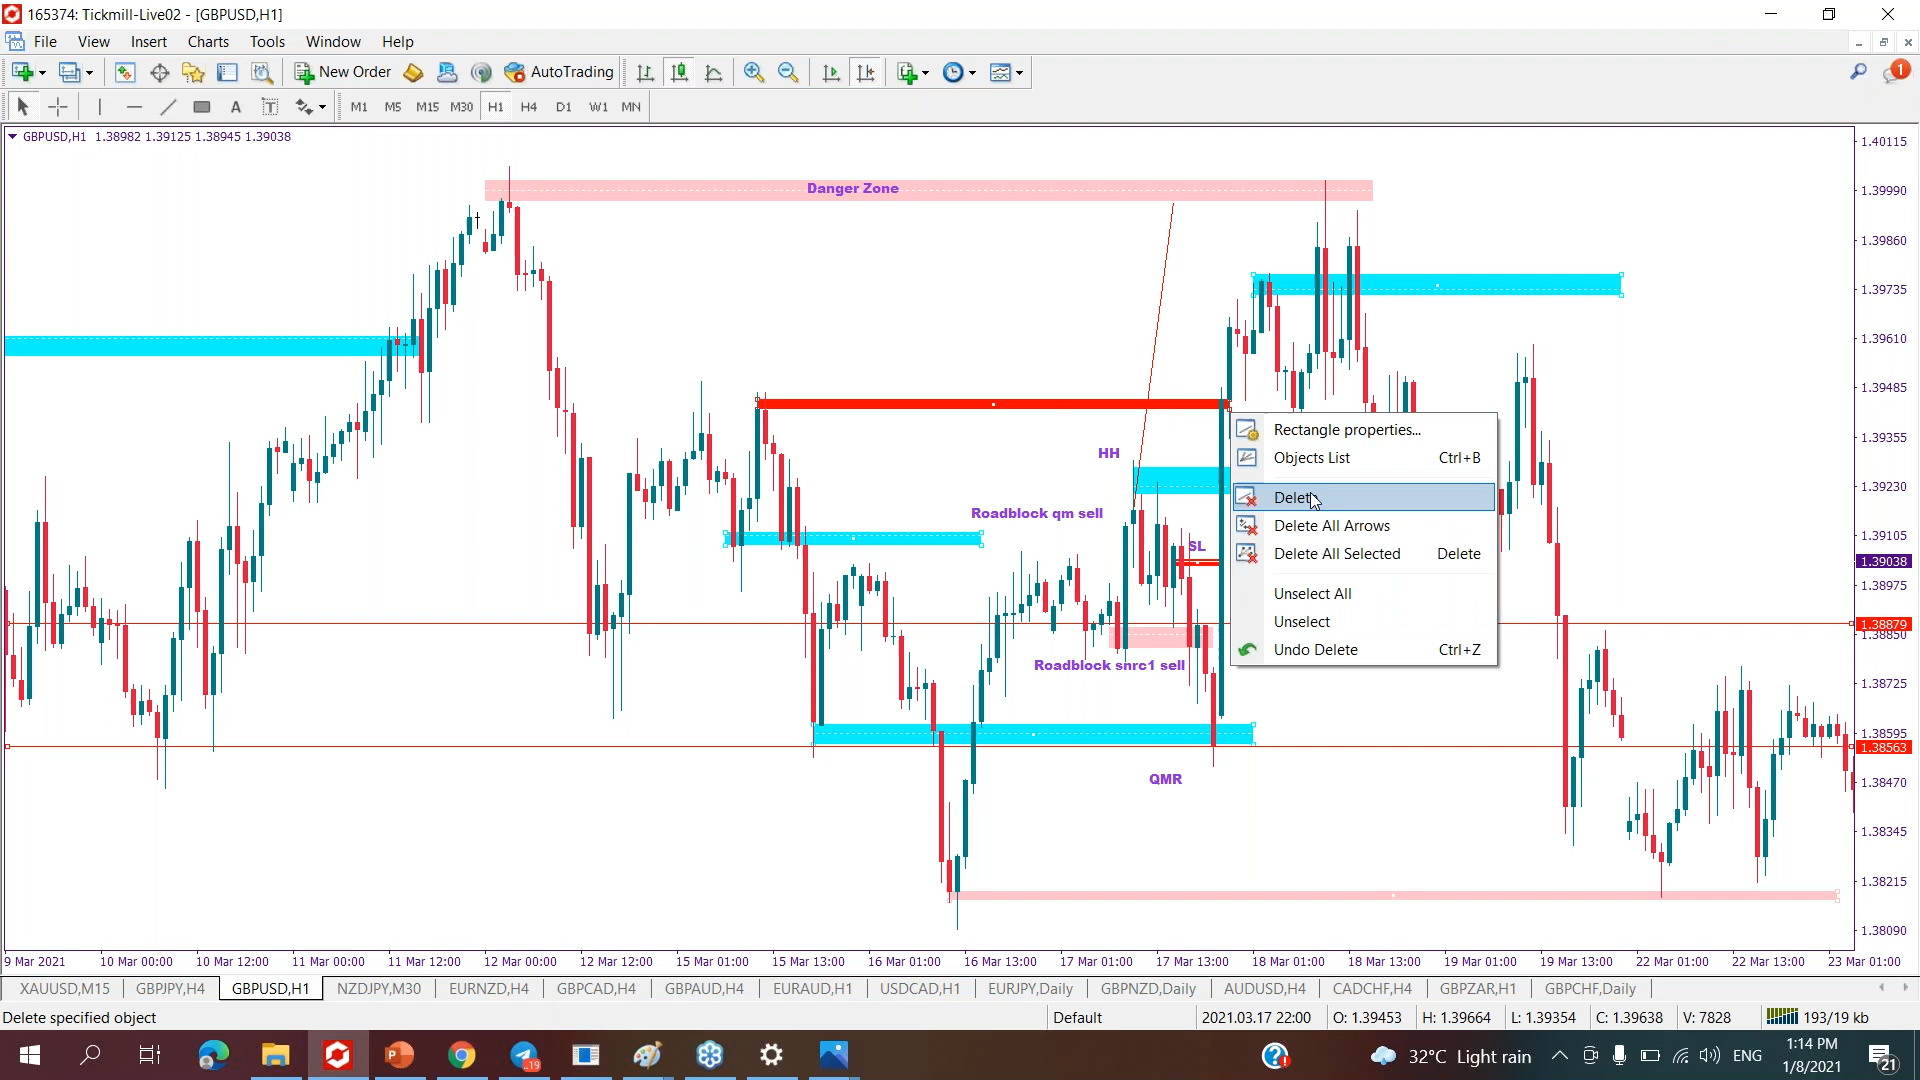 165374: Tickmill-Live02 - [GBPUSD,H1]
File View Insert Charts Tools Window Help
New Order AutoTrading 1
A T M1 M5 M15 M30 H1 H4 D1 W1 MN
GBPUSD,H1 1.38982 1.39125 1.38945 1.39038
1.40115
Danger Zone
1.39990
1.39860
1.39735
1.39610
1.39485
1.39355
1.39230
1.39105
1.39038
1.38975
1.38879
1.38850
1.38725
1.38595
1.38563
1.38470
1.38345
1.38215
1.38090
HH
Roadblock qm sell
SL
Roadblock snrc1 sell
QMR
Rectangle properties...
Objects List Ctrl+B
Delete
Delete All Arrows
Delete All Selected Delete
Unselect All
Unselect
Undo Delete Ctrl+Z
9 Mar 2021 10 Mar 00:00 10 Mar 12:00 11 Mar 00:00 11 Mar 12:00 12 Mar 00:00 12 Mar 12:00 15 Mar 01:00 15 Mar 13:00 16 Mar 01:00 16 Mar 13:00 17 Mar 01:00 17 Mar 13:00 18 Mar 01:00 18 Mar 13:00 19 Mar 01:00 19 Mar 13:00 22 Mar 01:00 22 Mar 13:00 23 Mar 01:00
XAUUSD,M15 GBPJPY,H4 GBPUSD,H1 NZDJPY,M30 EURNZD,H4 GBPCAD,H4 GBPAUD,H4 EURAUD,H1 USDCAD,H1 EURJPY,Daily GBPNZD,Daily AUDUSD,H4 CADCHF,H4 GBPZAR,H1 GBPCHF,Daily
Delete specified object Default 2021.03.17 22:00 O: 1.39453 H: 1.39664 L: 1.39354 C: 1.39638 V: 7828 193/19 kb
19 32°C Light rain ENG 1:14 PM
1/8/2021 21